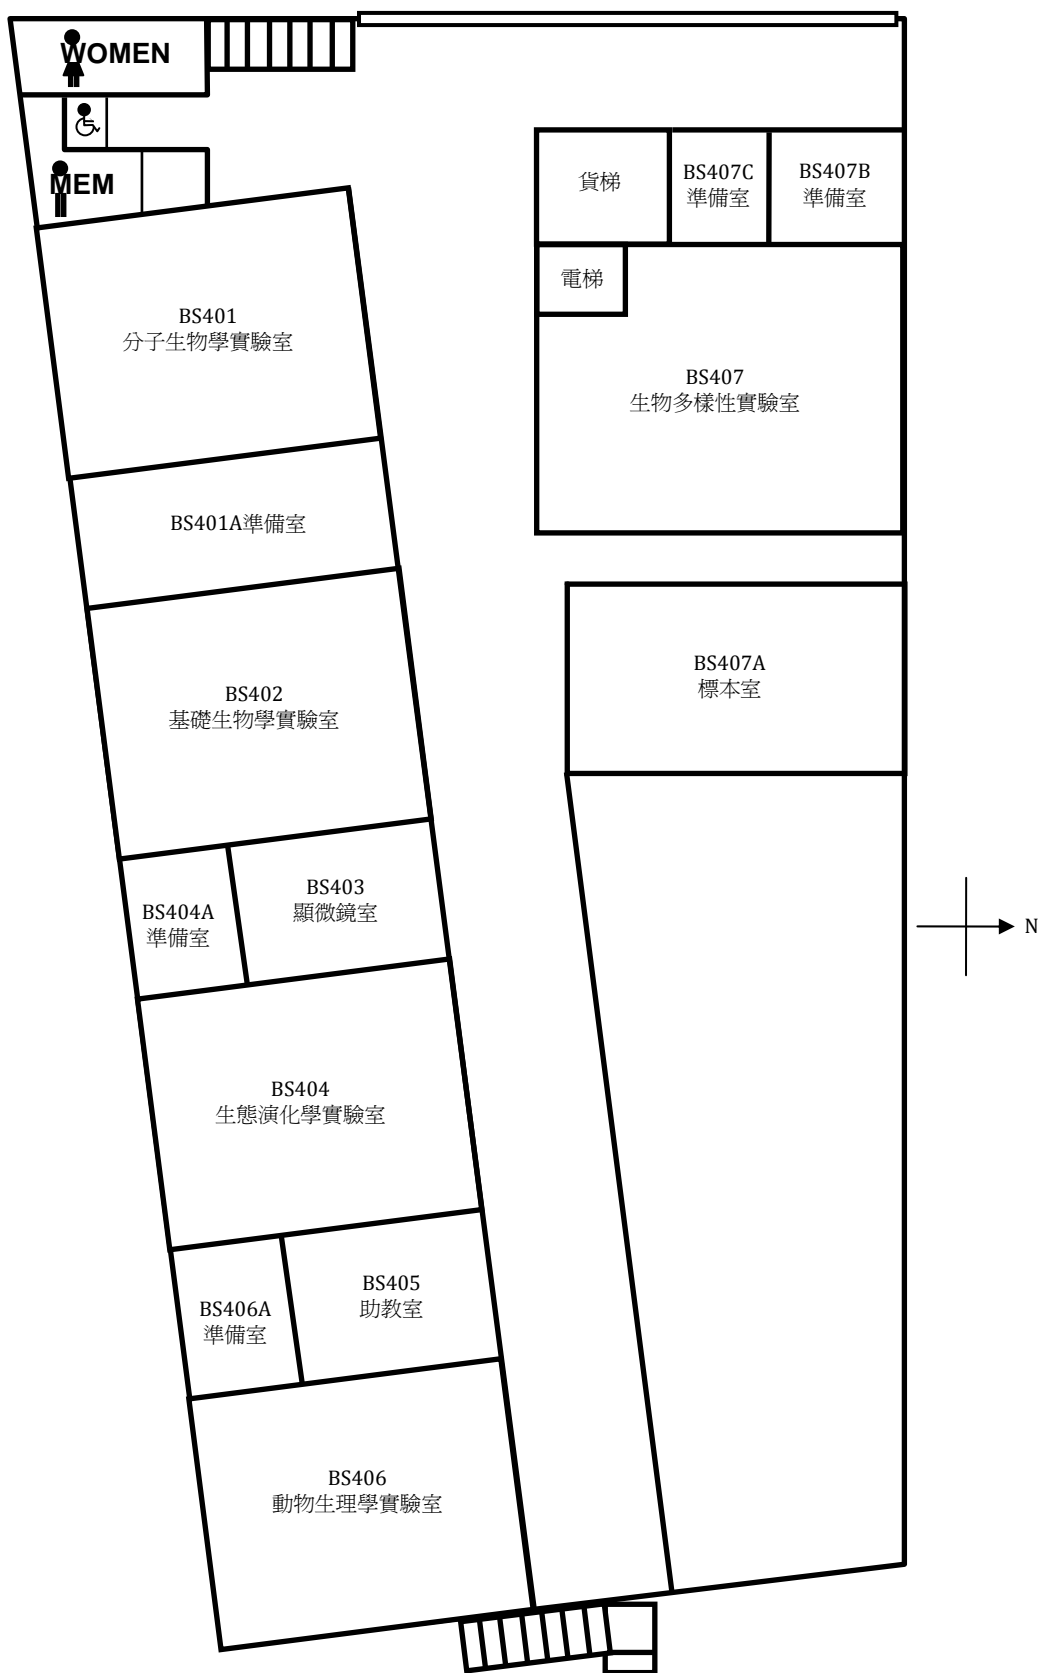 WOMEN
MEM
貨梯
BS407C
準備室
BS407B
準備室
電梯
BS401
分子生物學實驗室
BS407
生物多樣性實驗室
BS401A準備室
BS407A
標本室
BS402
基礎生物學實驗室
BS403
顯微鏡室
BS404A
準備室
N
BS404
生態演化學實驗室
BS405
助教室
BS406A
準備室
BS406
動物生理學實驗室